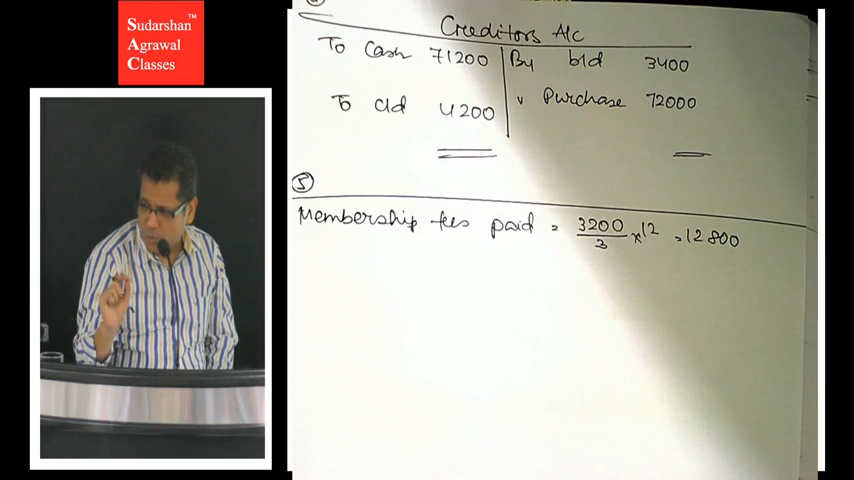 Sudarshan™
Agrawal
Classes
Creditors A/c
To Cash 71200 By b/d 3400
To c/d 4200 " Purchase 72000
5
Membership fees paid = 3200/3 × 12 = 12800